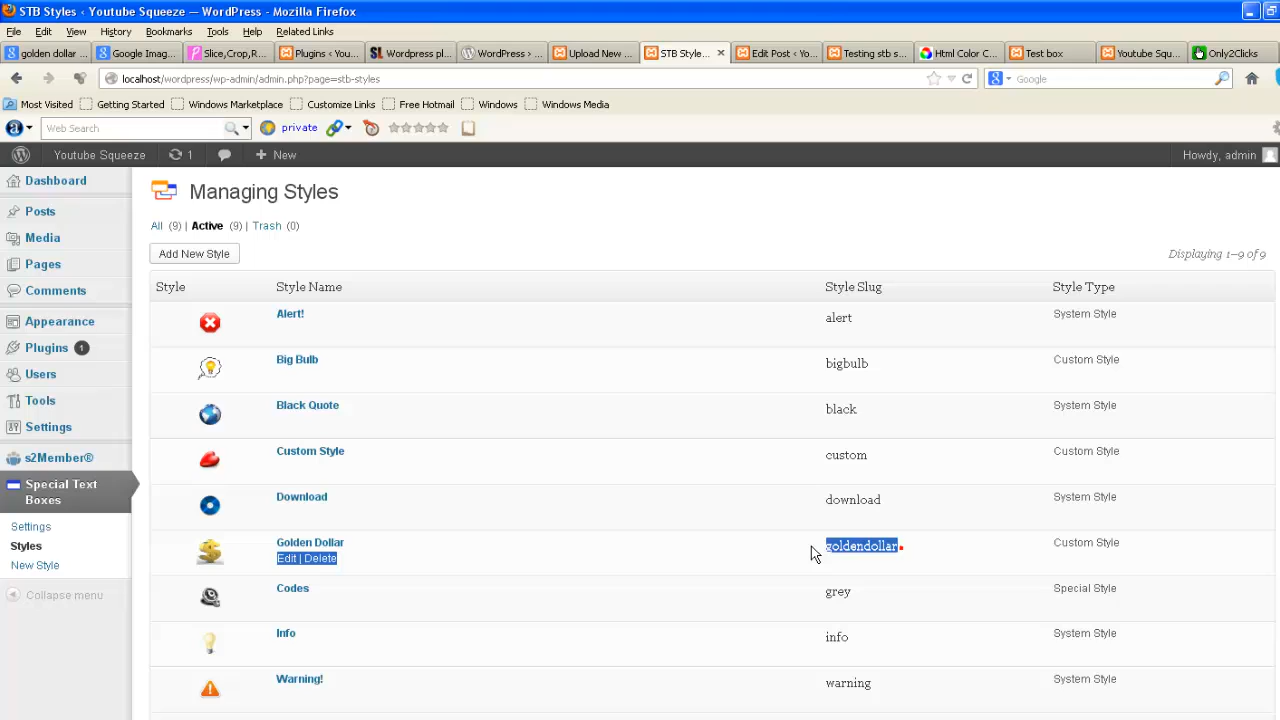 STB Styles ‹ Youtube Squeeze — WordPress - Mozilla Firefox
File Edit View History Bookmarks Tools Help Related Links
golden dollar ... Google Imag... Slice,Crop,R... Plugins ‹ You... Wordpress pl... WordPress › ... Upload New ... STB Style... Edit Post ‹ Yo... Testing stb s... Html Color C... Test box Youtube Squ... Only2Clicks
localhost/wordpress/wp-admin/admin.php?page=stb-styles Google
Most Visited Getting Started Windows Marketplace Customize Links Free Hotmail Windows Windows Media
Web Search private
Youtube Squeeze 1 + New Howdy, admin
Dashboard
Posts
Media
Pages
Comments
Appearance
Plugins 1
Users
Tools
Settings
s2Member®
Special Text
Boxes
Settings
Styles
New Style
Collapse menu
Managing Styles
All (9) | Active (9) | Trash (0)
Add New Style Displaying 1–9 of 9
Style Style Name Style Slug Style Type
Alert! alert System Style
Big Bulb bigbulb Custom Style
Black Quote black System Style
Custom Style custom Custom Style
Download download System Style
Golden Dollar goldendollar Custom Style
Edit | Delete
Codes grey Special Style
Info info System Style
Warning! warning System Style